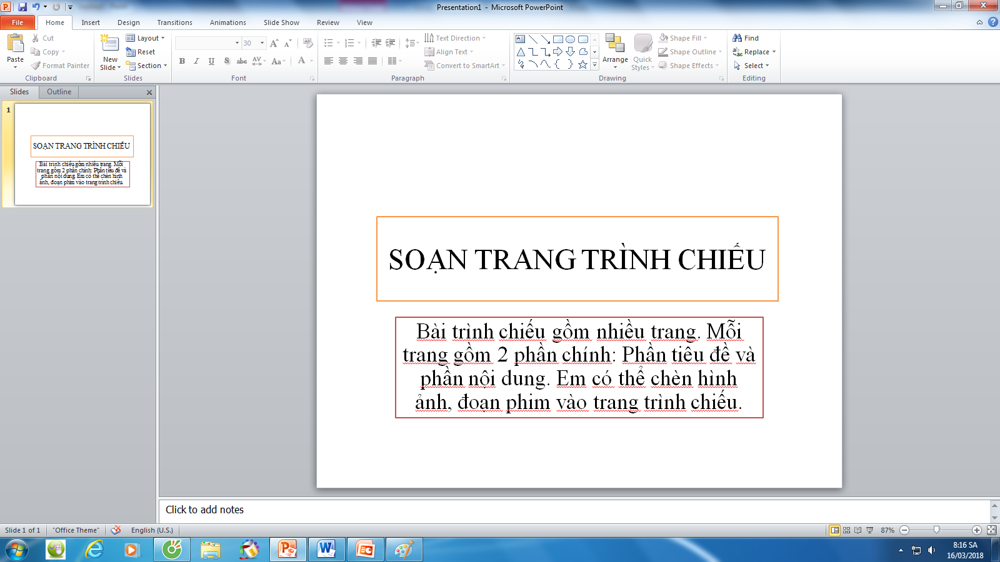 Presentation1 - Microsoft PowerPoint
File Home Insert Design Transitions Animations Slide Show Review View
Paste
Cut
Copy
Format Painter
Clipboard
New Slide
Layout
Reset
Section
Slides
30
B I U S abc AV Aa A
Font
Text Direction
Align Text
Convert to SmartArt
Paragraph
Arrange
Quick Styles
Shape Fill
Shape Outline
Shape Effects
Drawing
Find
Replace
Select
Editing
Slides Outline
1
SOẠN TRANG TRÌNH CHIẾU
Bài trình chiếu gồm nhiều trang. Mỗi
trang gồm 2 phần chính: Phần tiêu đề và
phần nội dung. Em có thể chèn hình
ảnh, đoạn phim vào trang trình chiếu.
SOẠN TRANG TRÌNH CHIẾU
Bài trình chiếu gồm nhiều trang. Mỗi
trang gồm 2 phần chính: Phần tiêu đề và
phần nội dung. Em có thể chèn hình
ảnh, đoạn phim vào trang trình chiếu.
Click to add notes
Slide 1 of 1 "Office Theme" English (U.S.) 87%
8:16 SA
16/03/2018